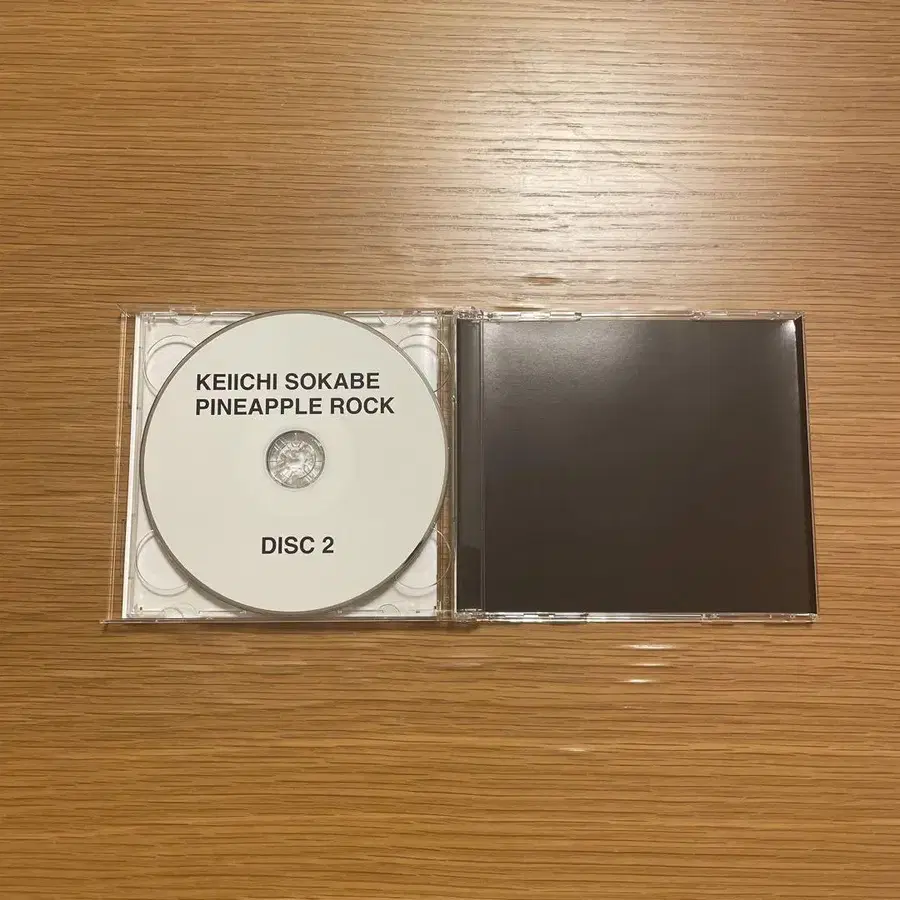 KEIICHI SOKABE
PINEAPPLE ROCK
DISC 2